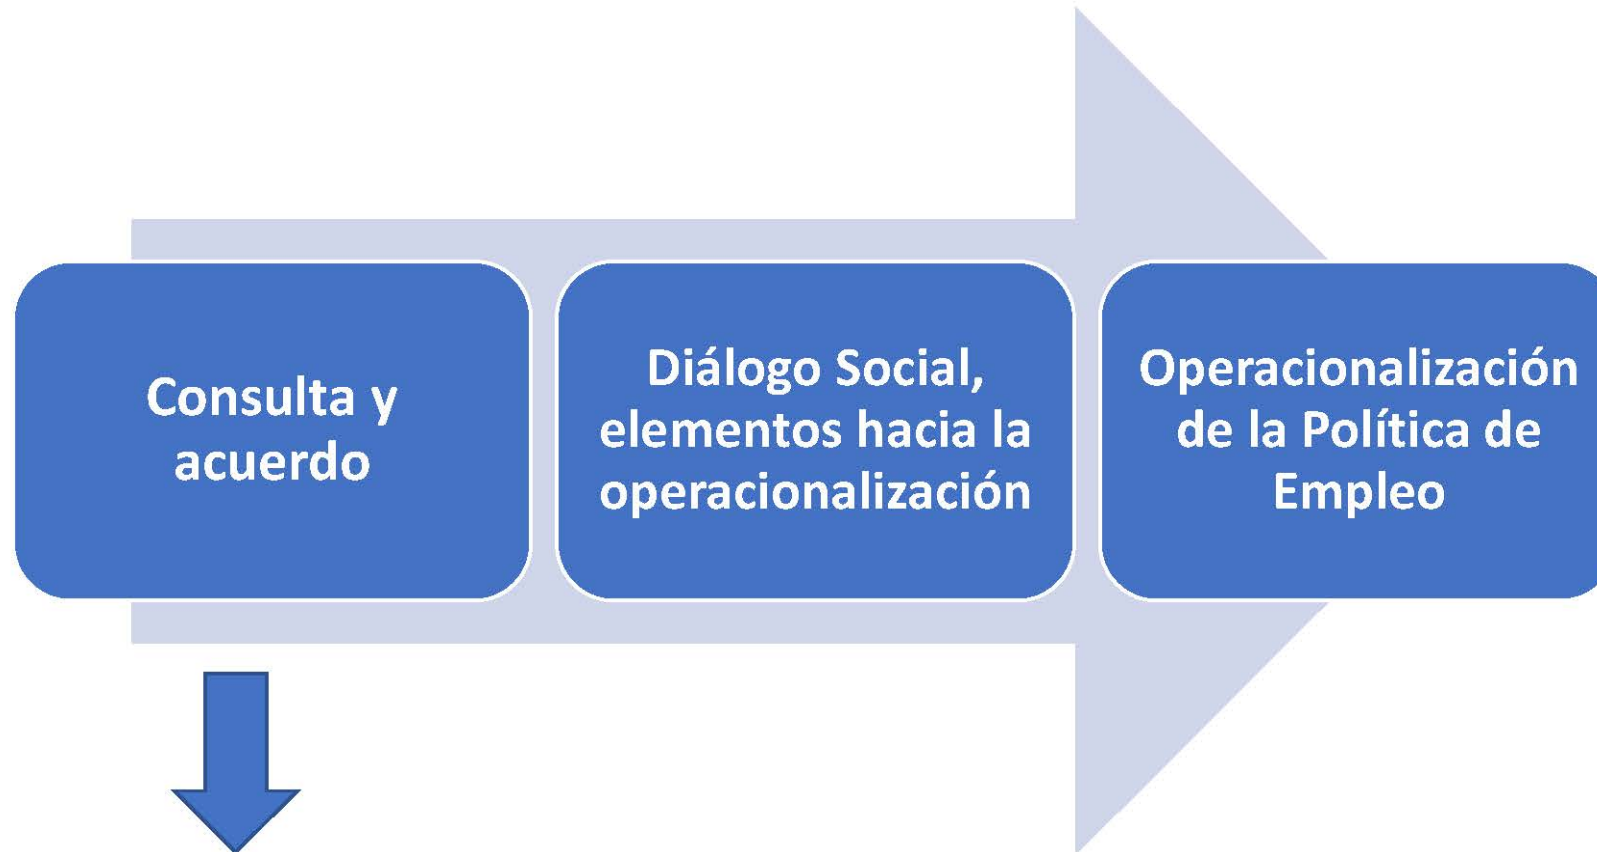 Consulta y
acuerdo
Diálogo Social,
elementos hacia la
operacionalización
Operacionalización
de la Política de
Empleo